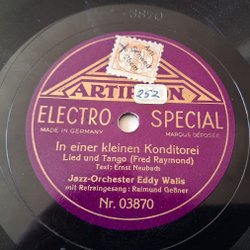 3870
ARTIPHON
252
ELECTRO SPECIAL
MADE IN GERMANY MARQUE DÉPOSÉE
In einer kleinen Konditorei
Lied und Tango (Fred Raymond)
Text: Ernst Neubach
Jazz-Orchester Eddy Walis
mit Refraingesang: Raimund Geßner
Nr. 03870